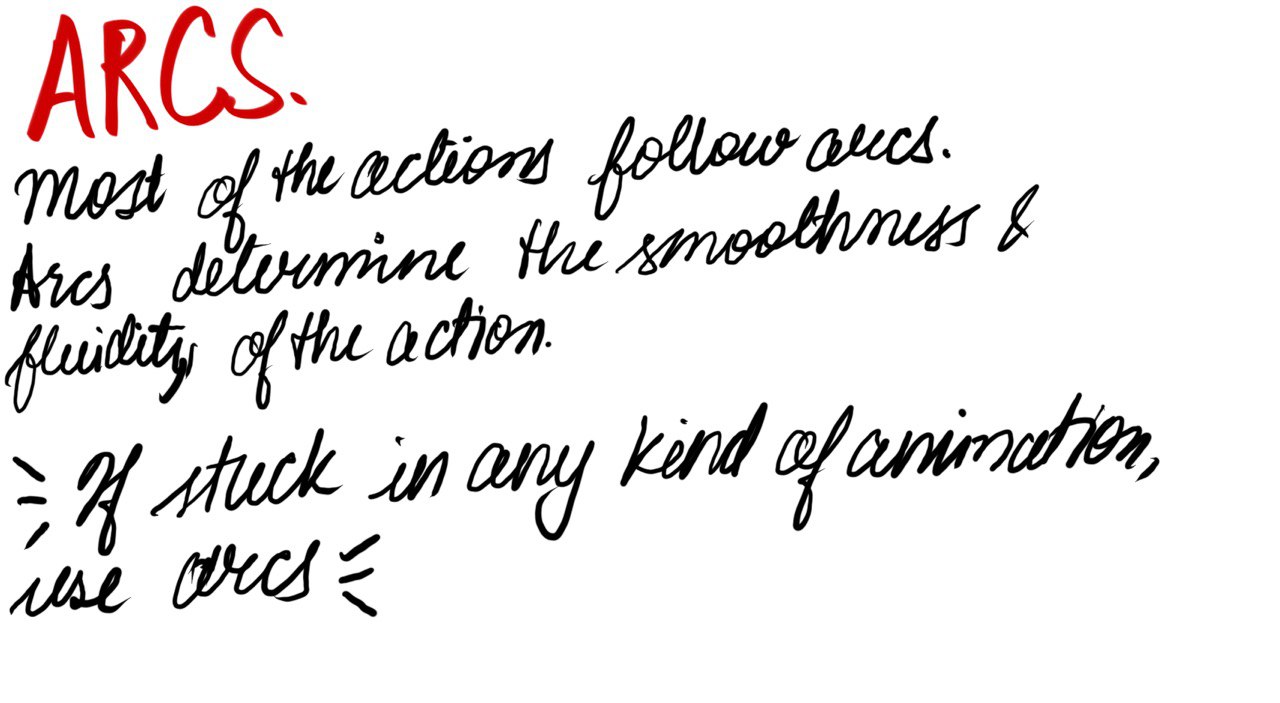 ARCS.
Most of the actions follow arcs.
Arcs determine the smoothness &
fluidity of the action.
If stuck in any kind of animation,
use arcs